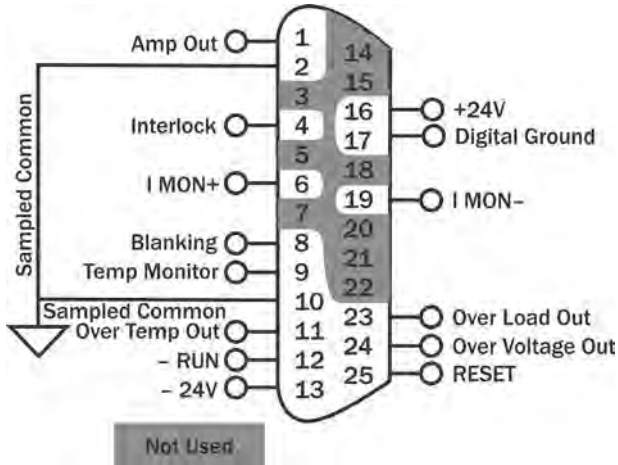 Amp Out
1
14
2
15
3
16
+24V
Interlock
4
17
Digital Ground
5
18
I MON+
6
19
I MON–
7
20
Blanking
8
21
Temp Monitor
9
22
10
Sampled Common
23
Over Load Out
Over Temp Out
11
24
Over Voltage Out
– RUN
12
25
RESET
– 24V
13
Sampled Common
Not Used